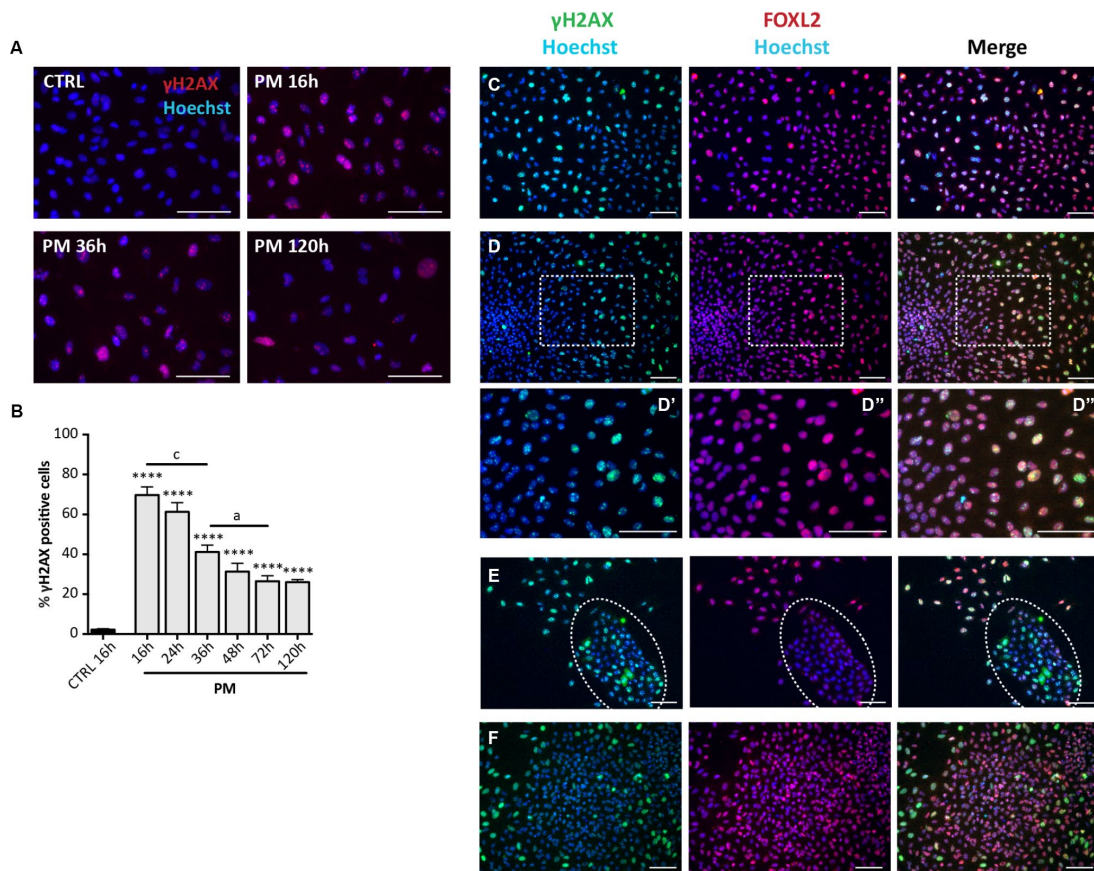 A
CTRL
γH2AX
Hoechst
PM 16h
PM 36h
PM 120h
B
% γH2AX positive cells
100
80
60
40
20
0
c
a
****
****
****
****
****
****
CTRL 16h
16h
24h
36h
48h
72h
120h
PM
γH2AX
Hoechst
FOXL2
Hoechst
Merge
C
D
D'
D"
D"
E
F